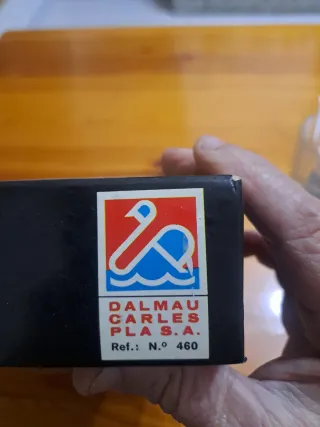 DALMAU
CARLES
PLA S.A.
Ref.: N.º 460